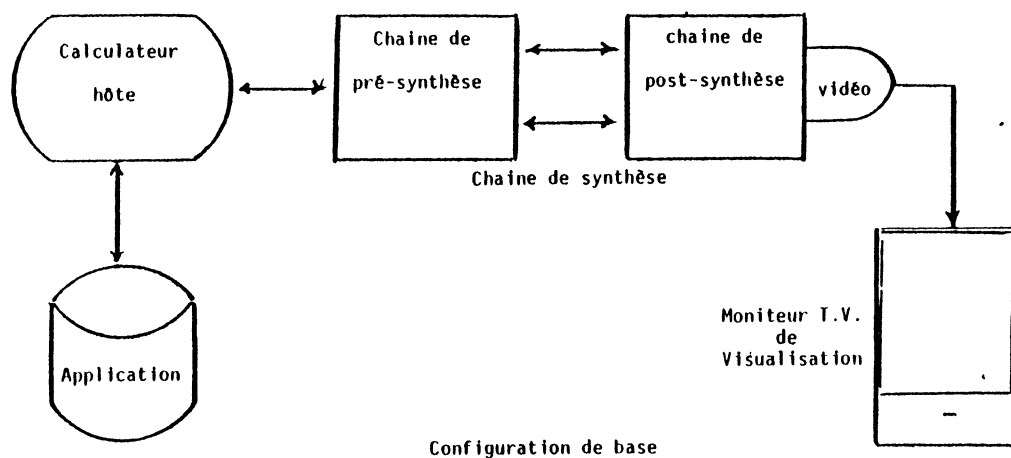 Calculateur
hôte
Chaine de
pré-synthèse
chaine de
post-synthèse
vidéo
Chaine de synthèse
Application
Moniteur T.V.
de
Visualisation
Configuration de base